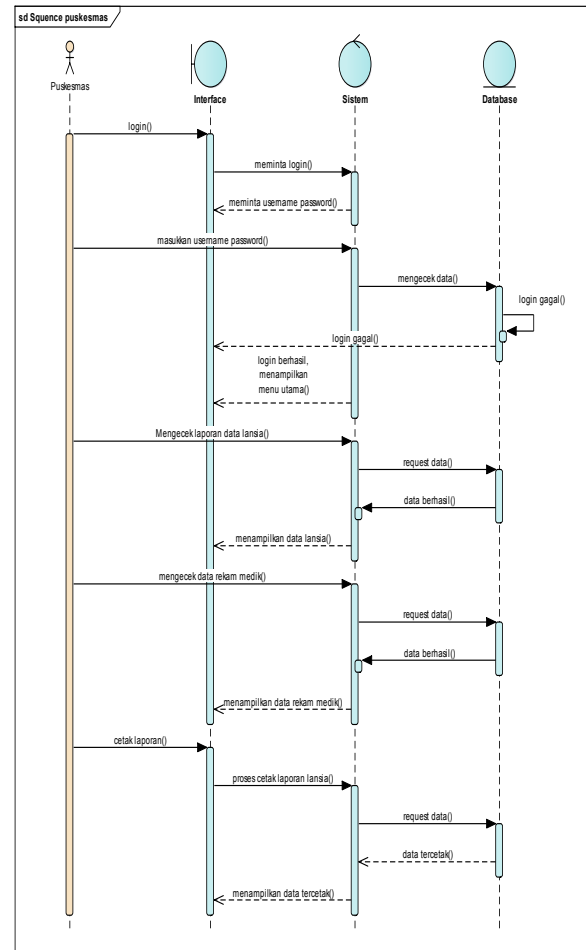 sd Squence puskesmas
Puskesmas
Interface
Sistem
Database
login()
meminta login()
meminta username password()
masukkan username password()
mengecek data()
login gagal()
login gagal()
login berhasil,
menampilkan
menu utama()
Mengecek laporan data lansia()
request data()
data berhasil()
menampilkan data lansia()
mengecek data rekam medik()
request data()
data berhasil()
menampilkan data rekam medik()
cetak laporan()
proses cetak laporan lansia()
request data()
data tercetak()
menampilkan data tercetak()